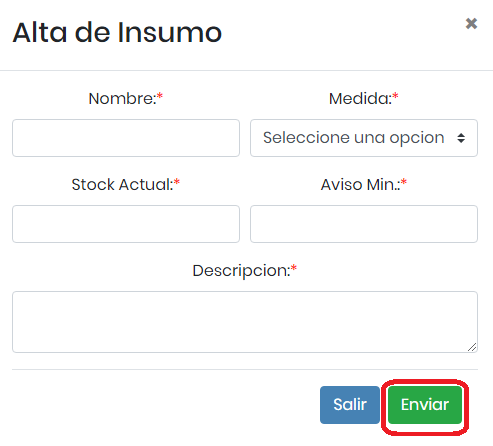 Alta de Insumo ×
Nombre:* Medida:*
Seleccione una opcion
Stock Actual:* Aviso Min.:*
Descripcion:*
Salir Enviar